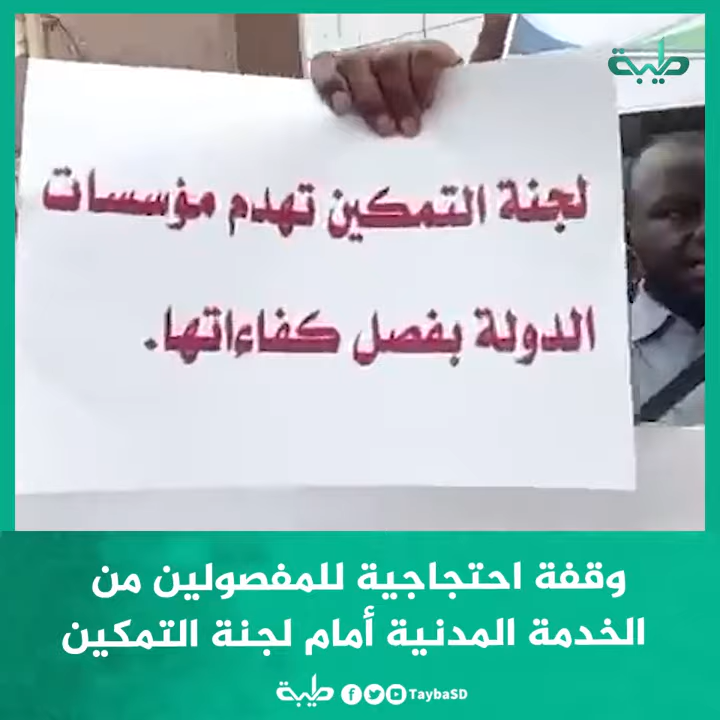 طيبة
لجنة التمكين تهدم مؤسسات
الدولة بفصل كفاءاتها.
وقفة احتجاجية للمفصولين من
الخدمة المدنية أمام لجنة التمكين
طيبة TaybaSD